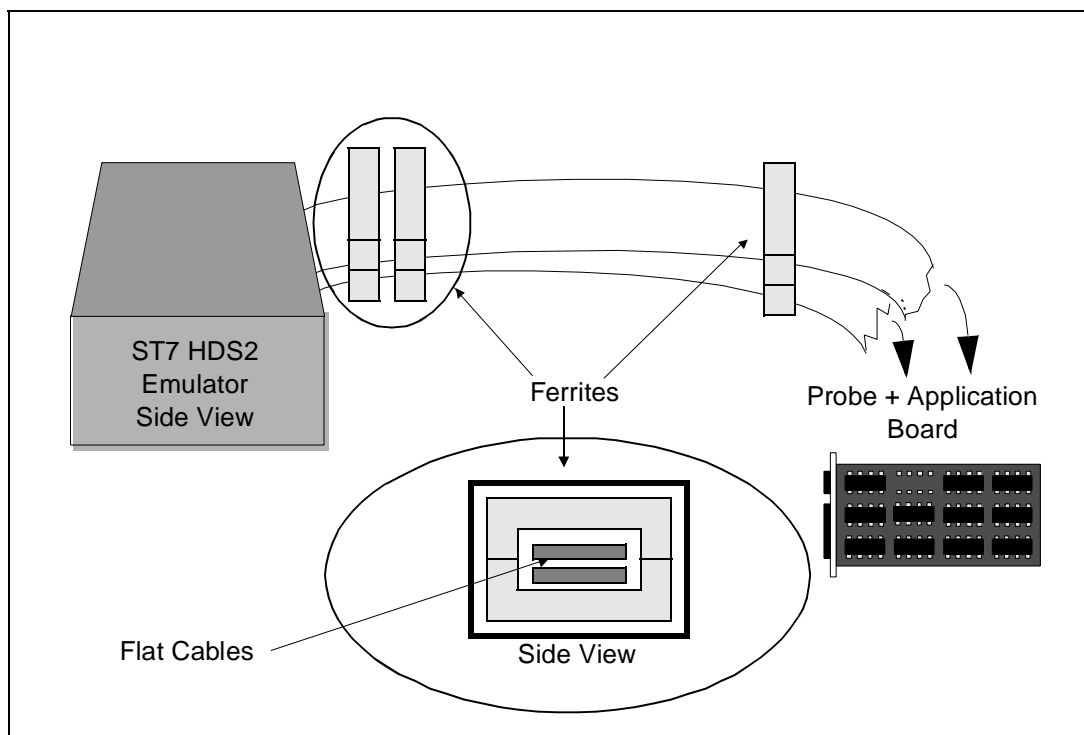 ST7 HDS2
Emulator
Side View
Ferrites
Probe + Application
Board
Flat Cables
Side View